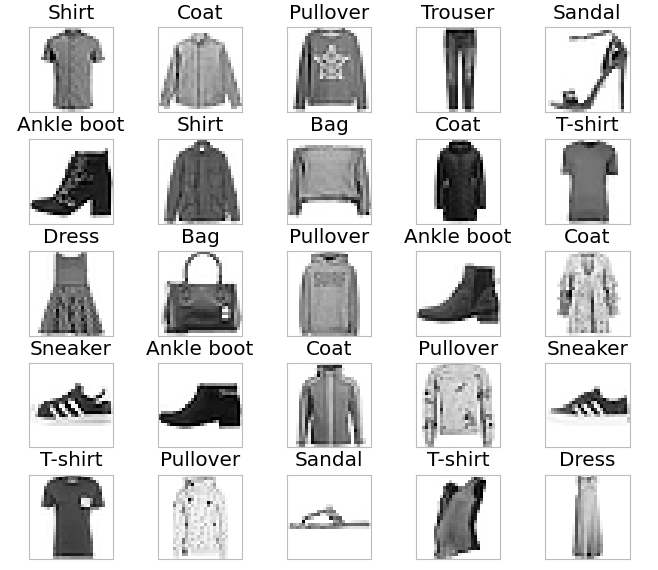 Shirt Coat Pullover Trouser Sandal
Ankle boot Shirt Bag Coat T-shirt
Dress Bag Pullover Ankle boot Coat
Sneaker Ankle boot Coat Pullover Sneaker
T-shirt Pullover Sandal T-shirt Dress